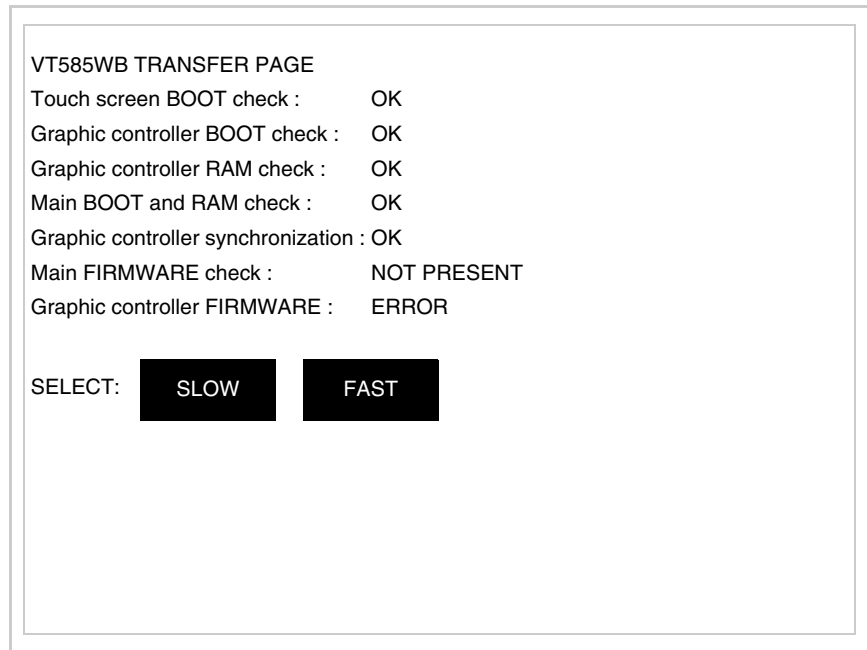 VT585WB TRANSFER PAGE
Touch screen BOOT check : OK
Graphic controller BOOT check : OK
Graphic controller RAM check : OK
Main BOOT and RAM check : OK
Graphic controller synchronization : OK
Main FIRMWARE check : NOT PRESENT
Graphic controller FIRMWARE : ERROR
SELECT: SLOW FAST